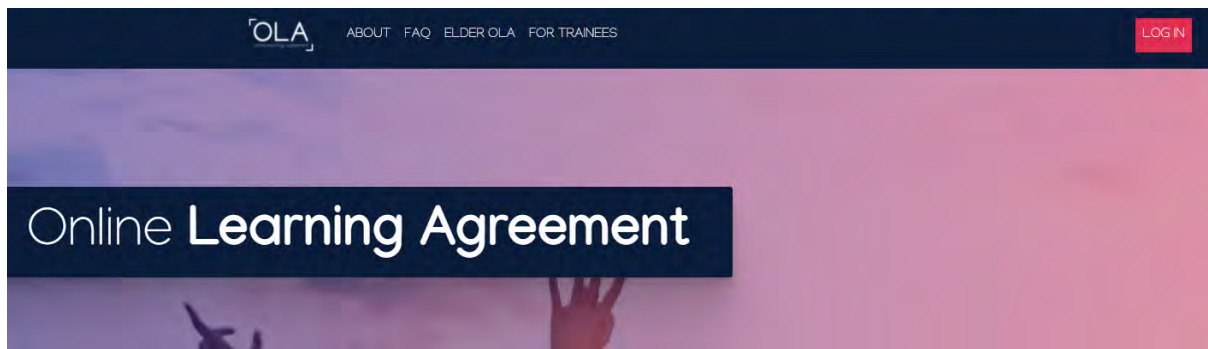 OLA ABOUT FAQ ELDER OLA FOR TRAINEES LOG IN
Online Learning Agreement